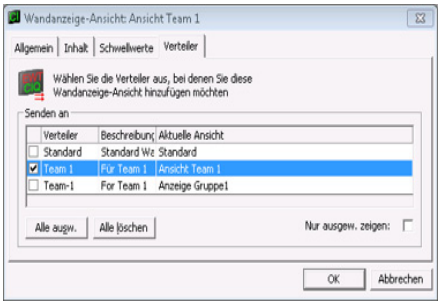 Wandanzeige-Ansicht: Ansicht Team 1
Allgemein Inhalt Schwellwerte Verteiler
Wählen Sie die Verteiler aus, bei denen Sie diese
Wandanzeige-Ansicht hinzufügen möchten
Senden an
Verteiler Beschreibung Aktuelle Ansicht
Standard Standard Wa Standard
Team 1 Für Team 1 Ansicht Team 1
Team-1 For Team 1 Anzeige Gruppe1
Alle ausw. Alle löschen Nur ausgew. zeigen:
OK Abbrechen